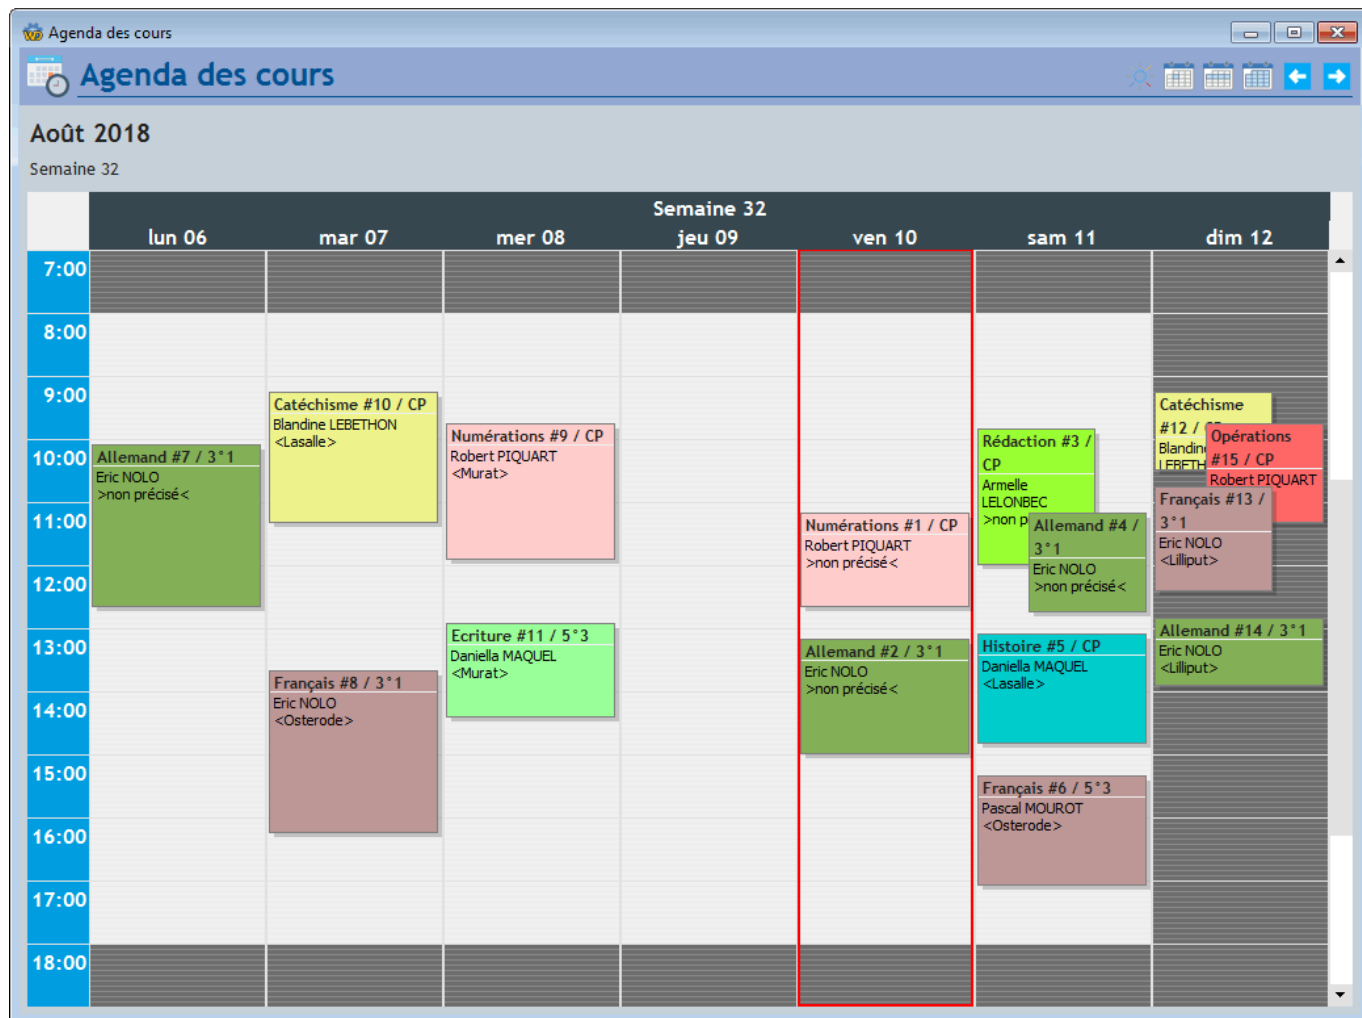 Agenda des cours
Agenda des cours
Août 2018
Semaine 32
Semaine 32
lun 06 mar 07 mer 08 jeu 09 ven 10 sam 11 dim 12
7:00
8:00
9:00
10:00
11:00
12:00
13:00
14:00
15:00
16:00
17:00
18:00
Allemand #7 / 3°1
Eric NOLO
>non précisé<
Catéchisme #10 / CP
Blandine LEBETHON
<Lasalle>
Français #8 / 3°1
Eric NOLO
<Osterode>
Numérations #9 / CP
Robert PIQUART
<Murat>
Ecriture #11 / 5°3
Daniella MAQUEL
<Murat>
Numérations #1 / CP
Robert PIQUART
>non précisé<
Allemand #2 / 3°1
Eric NOLO
>non précisé<
Rédaction #3 /
CP
Armelle
LELONBEC
>non p
Allemand #4 /
3°1
Eric NOLO
>non précisé<
Histoire #5 / CP
Daniella MAQUEL
<Lasalle>
Français #6 / 5°3
Pascal MOUROT
<Osterode>
Catéchisme
#12 /
Blandin
Opérations
#15 / CP
Robert PIQUART
Français #13 /
3°1
Eric NOLO
<Lilliput>
Allemand #14 / 3°1
Eric NOLO
<Lilliput>